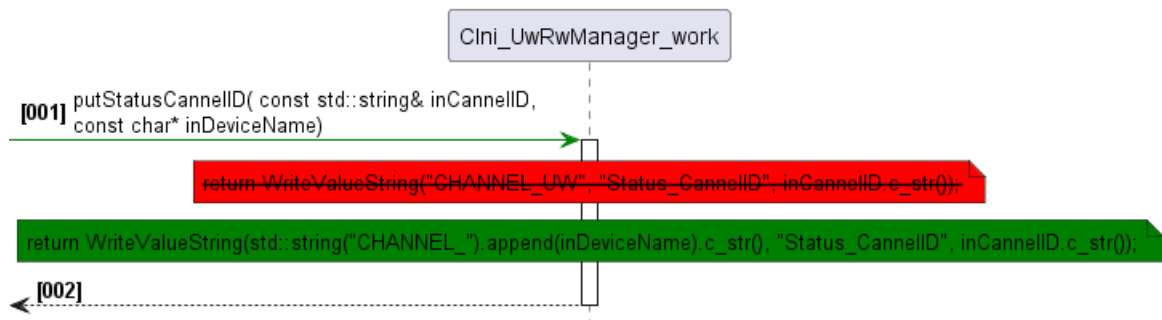 CIni_UwRwManager_work
[001] putStatusCannelID( const std::string& inCannelID,
const char* inDeviceName)
return WriteValueString("CHANNEL_UW", "Status_CannelID", inCannelID.c_str());
return WriteValueString(std::string("CHANNEL_").append(inDeviceName).c_str(), "Status_CannelID", inCannelID.c_str());
[002]